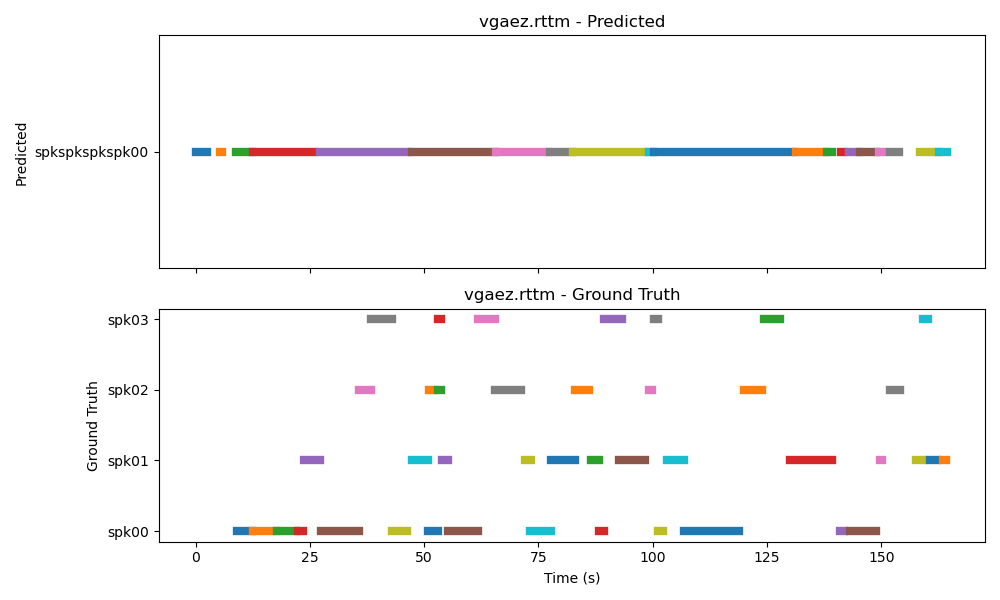 vgaez.rttm - Predicted
Predicted
spkspkspkspk00
vgaez.rttm - Ground Truth
Ground Truth
spk03
spk02
spk01
spk00
0 25 50 75 100 125 150
Time (s)